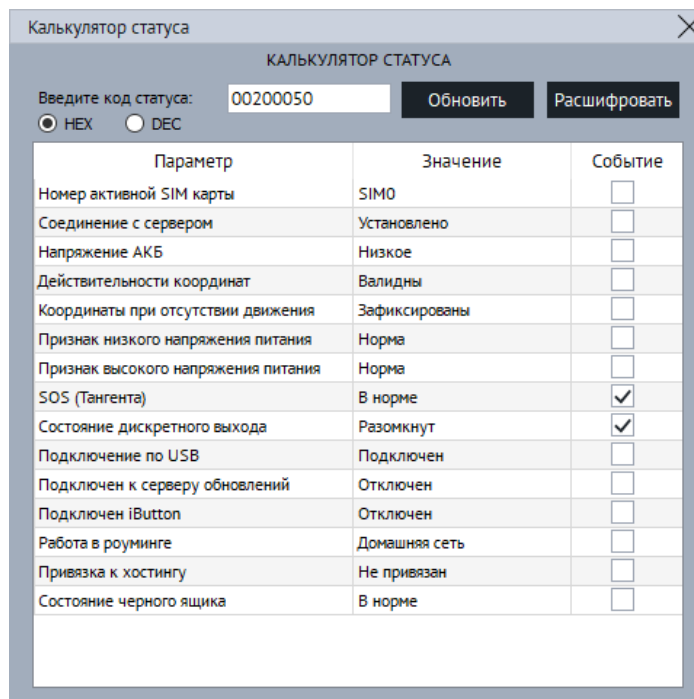 Калькулятор статуса
КАЛЬКУЛЯТОР СТАТУСА
Введите код статуса: 00200050 Обновить Расшифровать
HEX DEC
Параметр Значение Событие
Номер активной SIM карты SIM0
Соединение с сервером Установлено
Напряжение АКБ Низкое
Действительности координат Валидны
Координаты при отсутствии движения Зафиксированы
Признак низкого напряжения питания Норма
Признак высокого напряжения питания Норма
SOS (Тангента) В норме
Состояние дискретного выхода Разомкнут
Подключение по USB Подключен
Подключен к серверу обновлений Отключен
Подключен iButton Отключен
Работа в роуминге Домашняя сеть
Привязка к хостингу Не привязан
Состояние черного ящика В норме